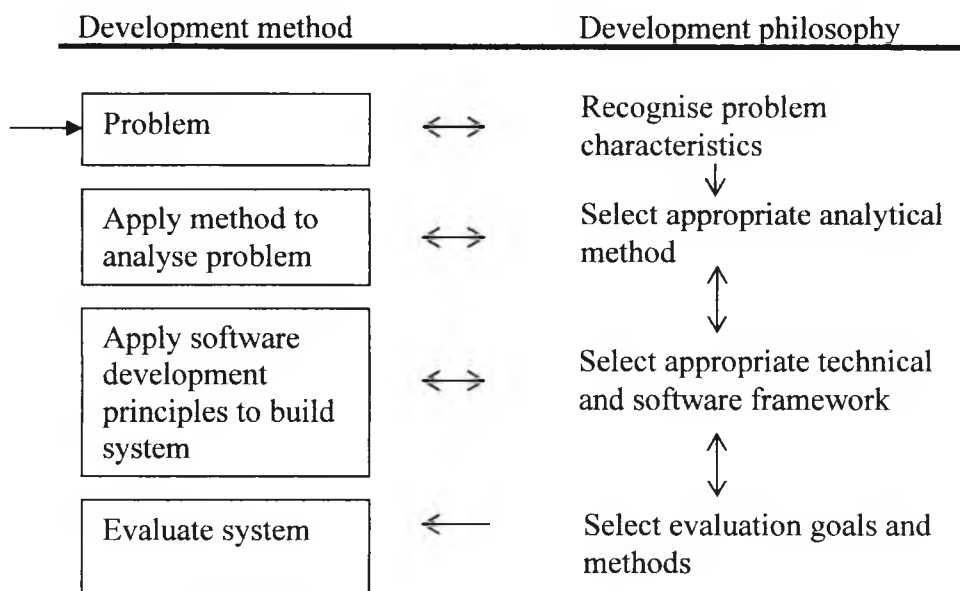 Development method
Development philosophy
Problem
Recognise problem
characteristics
Apply method to
analyse problem
Select appropriate analytical
method
Apply software
development
principles to build
system
Select appropriate technical
and software framework
Evaluate system
Select evaluation goals and
methods